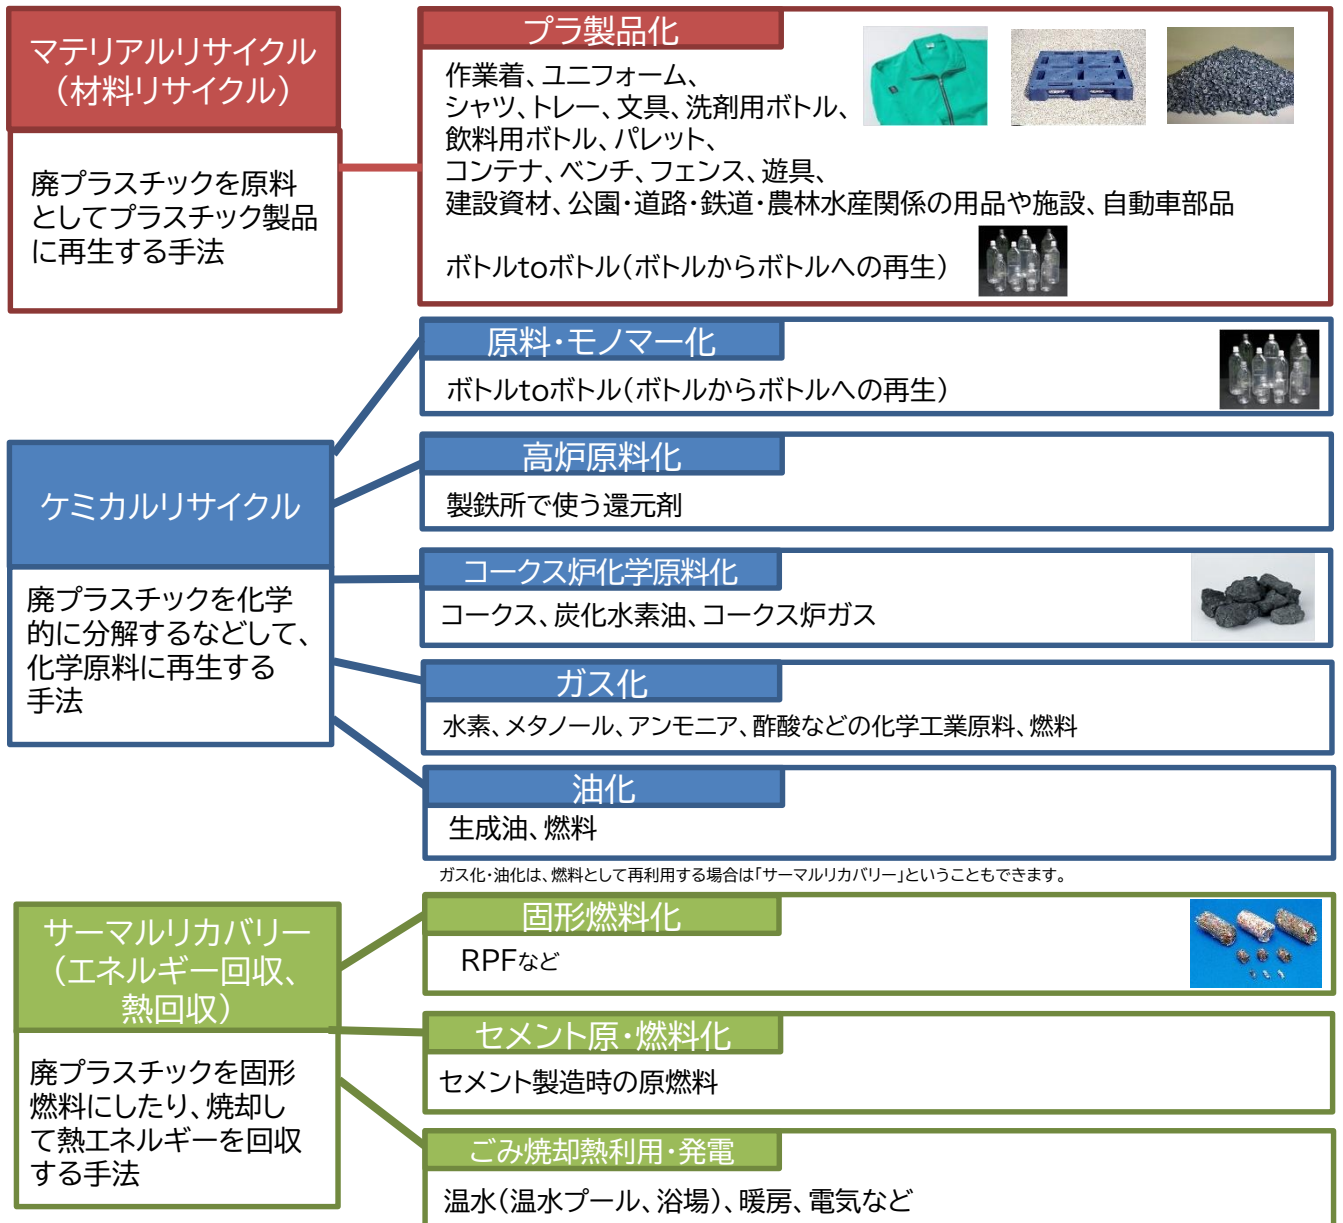 マテリアルリサイクル
（材料リサイクル）
廃プラスチックを原料
としてプラスチック製品
に再生する手法
プラ製品化
作業着、ユニフォーム、
シャツ、トレー、文具、洗剤用ボトル、
飲料用ボトル、パレット、
コンテナ、ベンチ、フェンス、遊具、
建設資材、公園・道路・鉄道・農林水産関係の用品や施設、自動車部品
ボトルtoボトル（ボトルからボトルへの再生）
ケミカルリサイクル
廃プラスチックを化学
的に分解するなどして、
化学原料に再生する
手法
原料・モノマー化
ボトルtoボトル（ボトルからボトルへの再生）
高炉原料化
製鉄所で使う還元剤
コークス炉化学原料化
コークス、炭化水素油、コークス炉ガス
ガス化
水素、メタノール、アンモニア、酢酸などの化学工業原料、燃料
油化
生成油、燃料
ガス化・油化は、燃料として再利用する場合は「サーマルリカバリー」ということもできます。
サーマルリカバリー
（エネルギー回収、
熱回収）
廃プラスチックを固形
燃料にしたり、焼却し
て熱エネルギーを回収
する手法
固形燃料化
RPFなど
セメント原・燃料化
セメント製造時の原燃料
ごみ焼却熱利用・発電
温水（温水プール、浴場）、暖房、電気など